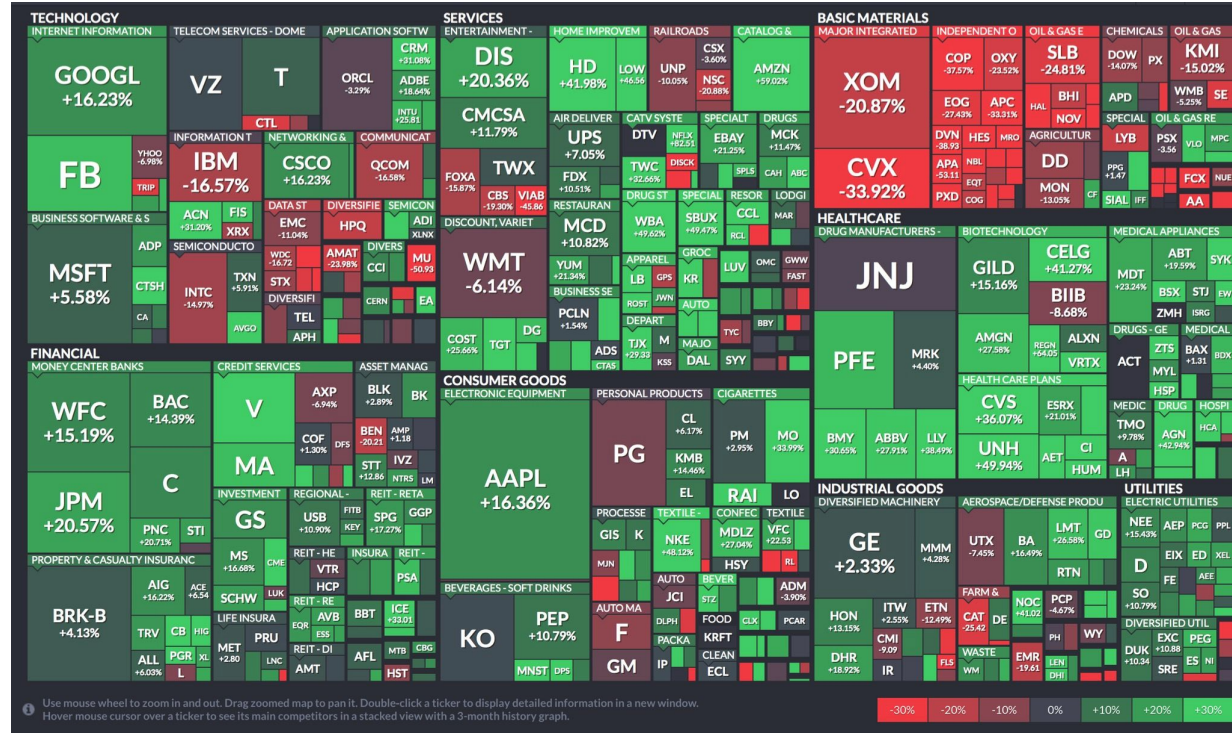 TECHNOLOGY
INTERNET INFORMATION
GOOGL
+16.23%
FB
YHOO
-6.98%
TRIP
TELECOM SERVICES - DOME
VZ
T
CTL
APPLICATION SOFTW
ORCL
-3.29%
CRM
+31.08%
ADBE
+18.64%
INTU
+25.81
INFORMATION T
IBM
-16.57%
ACN
+31.20%
FIS
XRX
NETWORKING &
CSCO
+16.23%
COMMUNICAT
QCOM
-16.58%
BUSINESS SOFTWARE & S
MSFT
+5.58%
ADP
CTSH
CA
SEMICONDUCTO
INTC
-14.97%
TXN
+5.91%
AVGO
DATA ST
EMC
-11.04%
WDC
-16.72
STX
DIVERSIFIE
HPQ
AMAT
-23.98%
SEMICON
ADI
XLNX
MU
-50.93
DIVERS
CCI
CERN
EA
DIVERSIFI
TEL
APH
SERVICES
ENTERTAINMENT -
DIS
+20.36%
CMCSA
+11.79%
FOXA
-15.87%
TWX
CBS
-19.30%
VIAB
-45.86
HOME IMPROVEM
HD
+41.98%
LOW
+46.56
RAILROADS
UNP
-10.05%
CSX
-3.60%
NSC
-20.88%
CATALOG &
AMZN
+59.02%
AIR DELIVER
UPS
+7.05%
FDX
+10.51%
CATV SYSTE
DTV
NFLX
+82.51
TWC
+32.66%
DISCK
SPECIALT
EBAY
+21.25%
SPLS
DRUGS
MCK
+11.47%
CAH
ABC
DISCOUNT, VARIET
WMT
-6.14%
COST
+25.66%
TGT
DG
RESTAURAN
MCD
+10.82%
YUM
+21.34%
DRUG ST
WBA
+49.62%
SPECIAL
SBUX
+49.47%
RESOR
CCL
RCL
LODGI
MAR
APPAREL
LB
GPS
ROST
JWN
GROC
KR
LUV
OMC
GWW
FAST
BUSINESS SE
PCLN
+1.54%
ADS
CTAS
DEPART
TJX
+29.33
M
KSS
AUTO
MAJO
DAL
TYC
SYY
BBY
BASIC MATERIALS
MAJOR INTEGRATED
XOM
-20.87%
CVX
-33.92%
INDEPENDENT O
COP
-37.57%
OXY
-23.52%
EOG
-27.43%
APC
-33.31%
DVN
-38.93
HES
MRO
APA
-53.11
NBL
EQT
PXD
COG
OIL & GAS E
SLB
-24.81%
HAL
BHI
NOV
AGRICULTUR
DD
MON
-13.05%
CF
CHEMICALS
DOW
-14.07%
PX
APD
OIL & GAS
KMI
-15.02%
WMB
-5.25%
SE
SPECIAL
LYB
PPG
+1.47
SIAL
IFF
OIL & GAS RE
PSX
-3.56
VLO
MPC
FCX
NUE
AA
HEALTHCARE
DRUG MANUFACTURERS -
JNJ
PFE
MRK
+4.40%
BMY
+30.65%
ABBV
+27.91%
LLY
+38.49%
BIOTECHNOLOGY
GILD
+15.16%
CELG
+41.27%
BIIB
-8.68%
AMGN
+27.58%
REGN
+64.05
ALXN
VRTX
MEDICAL APPLIANCES
MDT
+23.24%
ABT
+19.59%
SYK
BSX
STJ
EW
ZMH
ISRG
HEALTH CARE PLANS
CVS
+36.07%
ESRX
+21.01%
UNH
+49.94%
AET
CI
HUM
DRUGS - GE
ACT
ZTS
MYL
HSP
MEDICAL
BAX
+1.31
BDX
MEDIC
TMO
+9.78%
A
LH
DRUG
AGN
+42.94%
HOSPI
HCA
FINANCIAL
MONEY CENTER BANKS
WFC
+15.19%
BAC
+14.39%
JPM
+20.57%
C
PNC
+20.71%
STI
CREDIT SERVICES
V
MA
AXP
-6.94%
COF
+1.30%
DFS
ASSET MANAG
BLK
+2.89%
BK
BEN
-20.21
AMP
+1.18
STT
+12.86
IVZ
NTRS
LM
PROPERTY & CASUALTY INSURANC
BRK-B
+4.13%
AIG
+16.22%
ACE
+6.54
TRV
CB
HIG
ALL
+6.03%
PGR
XL
L
INVESTMENT
GS
MS
+16.68%
CME
SCHW
LUK
REGIONAL -
USB
+10.90%
FITB
KEY
REIT - RETA
SPG
+17.27%
GGP
REIT - HE
VTR
HCP
INSURA
REIT -
PSA
LIFE INSURA
MET
+2.80
PRU
LNC
REIT - RE
EQR
AVB
ESS
REIT - DI
AMT
BBT
ICE
+33.01
AFL
MTB
CBG
HST
CONSUMER GOODS
ELECTRONIC EQUIPMENT
AAPL
+16.36%
BEVERAGES - SOFT DRINKS
KO
PEP
+10.79%
MNST
DPS
PERSONAL PRODUCTS
PG
CL
+6.17%
KMB
+14.46%
EL
CIGARETTES
PM
+2.95%
MO
+33.99%
RAI
LO
PROCESSE
GIS
K
MJN
TEXTILE -
NKE
+48.12%
CONFEC
MDLZ
+27.04%
HSY
TEXTILE
VFC
+22.53
RL
AUTO MA
F
GM
AUTO
JCI
DLPH
PACKA
IP
BEVER
STZ
FOOD
KRFT
CLEAN
ECL
CLX
ADM
-3.90%
PCAR
INDUSTRIAL GOODS
DIVERSIFIED MACHINERY
GE
+2.33%
MMM
+4.28%
HON
+13.15%
ITW
+2.55%
ETN
-12.49%
DHR
+18.92%
CMI
-9.09
IR
FLS
AEROSPACE/DEFENSE PRODU
UTX
-7.45%
BA
+16.49%
LMT
+26.58%
GD
RTN
FARM &
CAT
-25.42
DE
NOC
+41.02
PCP
-4.67%
PH
WY
WASTE
WM
EMR
-19.61
LEN
DHI
UTILITIES
ELECTRIC UTILITIES
NEE
+15.43%
AEP
PCG
PPL
D
EIX
ED
XEL
FE
AEE
SO
+10.79%
DIVERSIFIED UTIL
DUK
+10.34
EXC
+10.88
PEG
SRE
ES
NI
Use mouse wheel to zoom in and out. Drag zoomed map to pan it. Double-click a ticker to display detailed information in a new window.
Hover mouse cursor over a ticker to see its main competitors in a stacked view with a 3-month history graph.
-30% -20% -10% 0% +10% +20% +30%